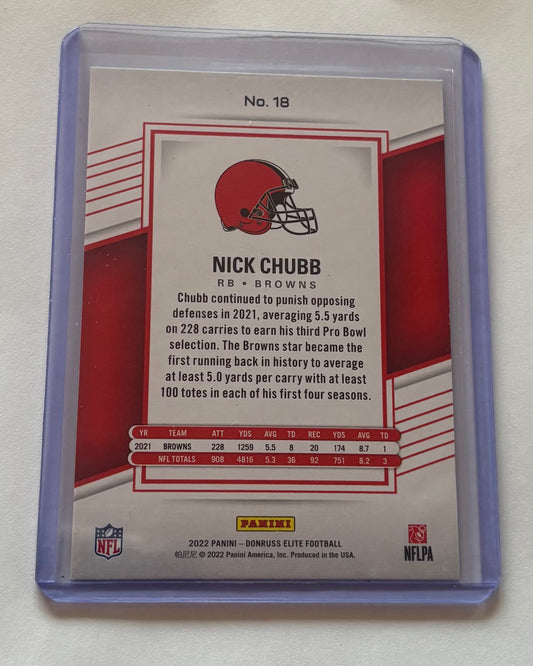 No. 18
NICK CHUBB
RB • BROWNS
Chubb continued to punish opposing
defenses in 2021, averaging 5.5 yards
on 228 carries to earn his third Pro Bowl
selection. The Browns star became the
first running back in history to average
at least 5.0 yards per carry with at least
100 totes in each of his first four seasons.
YR TEAM ATT YDS AVG TD REC YDS AVG TD
2021 BROWNS 228 1259 5.5 8 20 174 8.7 1
NFL TOTALS 908 4816 5.3 36 92 751 8.2 3
PANINI
2022 PANINI – DONRUSS ELITE FOOTBALL
帕尼尼 © 2022 Panini America, Inc. Produced in the USA.
NFL
NFLPA